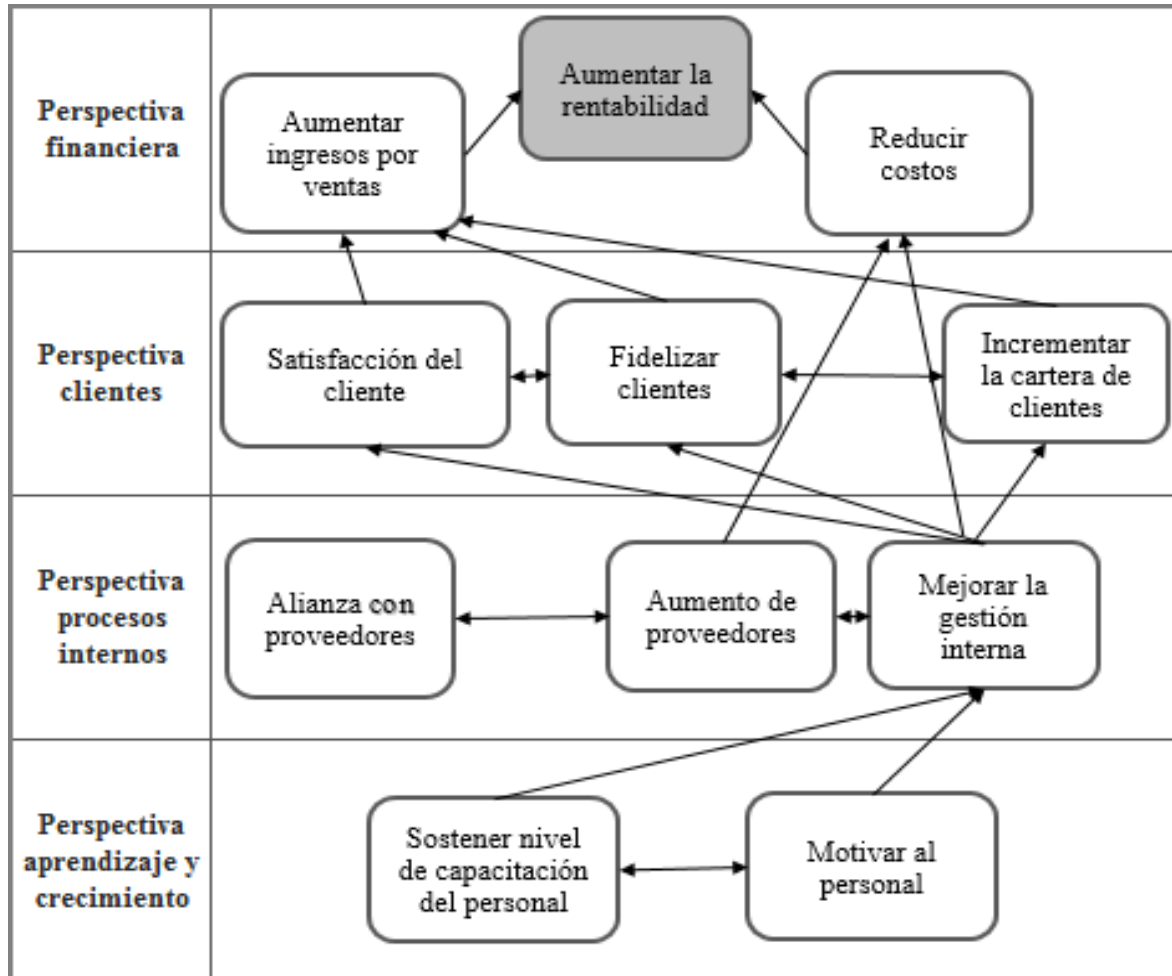 Perspectiva
financiera
Aumentar
ingresos por
ventas
Aumentar la
rentabilidad
Reducir
costos
Perspectiva
clientes
Satisfacción del
cliente
Fidelizar
clientes
Incrementar
la cartera de
clientes
Perspectiva
procesos
internos
Alianza con
proveedores
Aumento de
proveedores
Mejorar la
gestión
interna
Perspectiva
aprendizaje y
crecimiento
Sostener nivel
de capacitación
del personal
Motivar al
personal